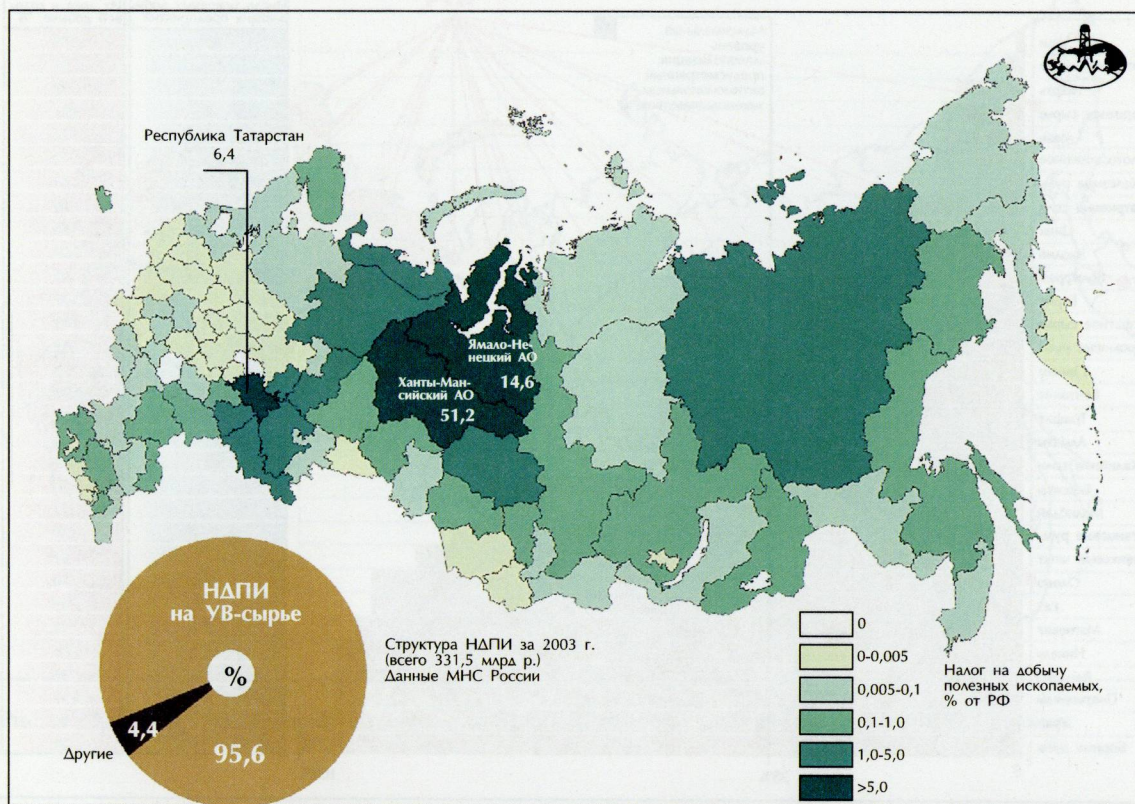 Республика Татарстан
6,4
Ямало-Не-
нецкий АО
14,6
Ханты-Ман-
сийский АО
51,2
НДПИ
на УВ-сырье
%
4,4
Другие
95,6
Структура НДПИ за 2003 г.
(всего 331,5 млрд р.)
Данные МНС России
0
0-0,005
0,005-0,1
0,1-1,0
1,0-5,0
>5,0
Налог на добычу
полезных ископаемых,
% от РФ